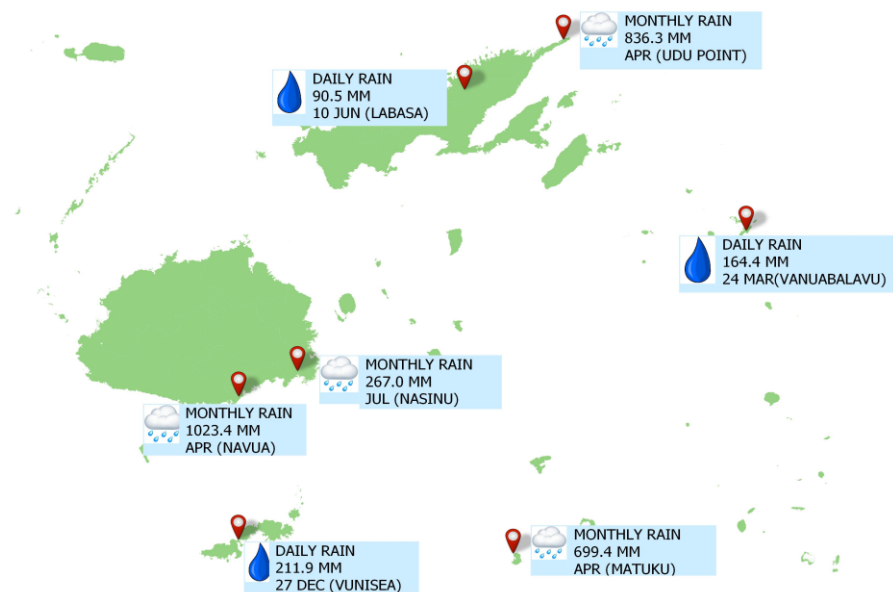 MONTHLY RAIN
836.3 MM
APR (UDU POINT)
DAILY RAIN
90.5 MM
10 JUN (LABASA)
DAILY RAIN
164.4 MM
24 MAR(VANUABALAVU)
MONTHLY RAIN
267.0 MM
JUL (NASINU)
MONTHLY RAIN
1023.4 MM
APR (NAVUA)
DAILY RAIN
211.9 MM
27 DEC (VUNISEA)
MONTHLY RAIN
699.4 MM
APR (MATUKU)